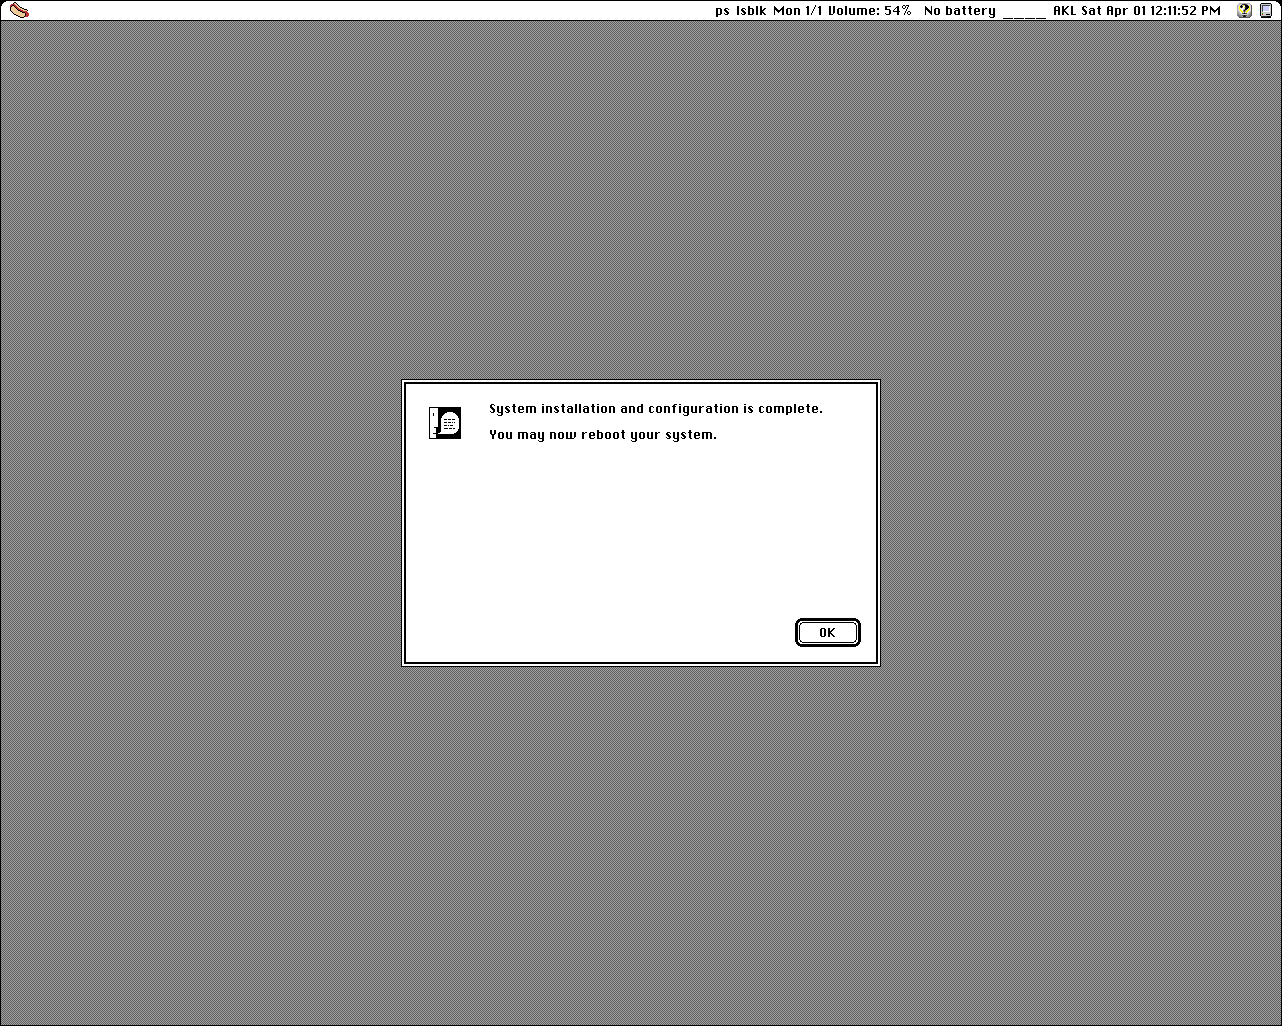 ps lsblk Mon 1/1 Volume: 54% No battery ____ AKL Sat Apr 01 12:11:52 PM
System installation and configuration is complete.
You may now reboot your system.
OK